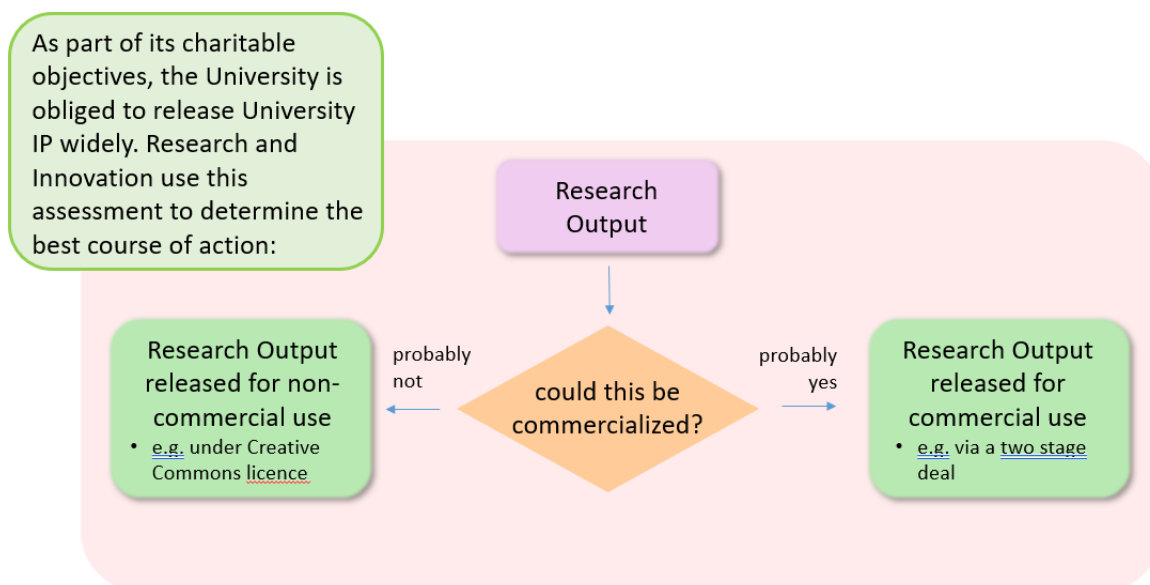 As part of its charitable
objectives, the University is
obliged to release University
IP widely. Research and
Innovation use this
assessment to determine the
best course of action:
Research
Output
could this be
commercialized?
probably
not
Research Output
released for non-
commercial use
• e.g. under Creative
Commons licence
probably
yes
Research Output
released for
commercial use
• e.g. via a two stage
deal